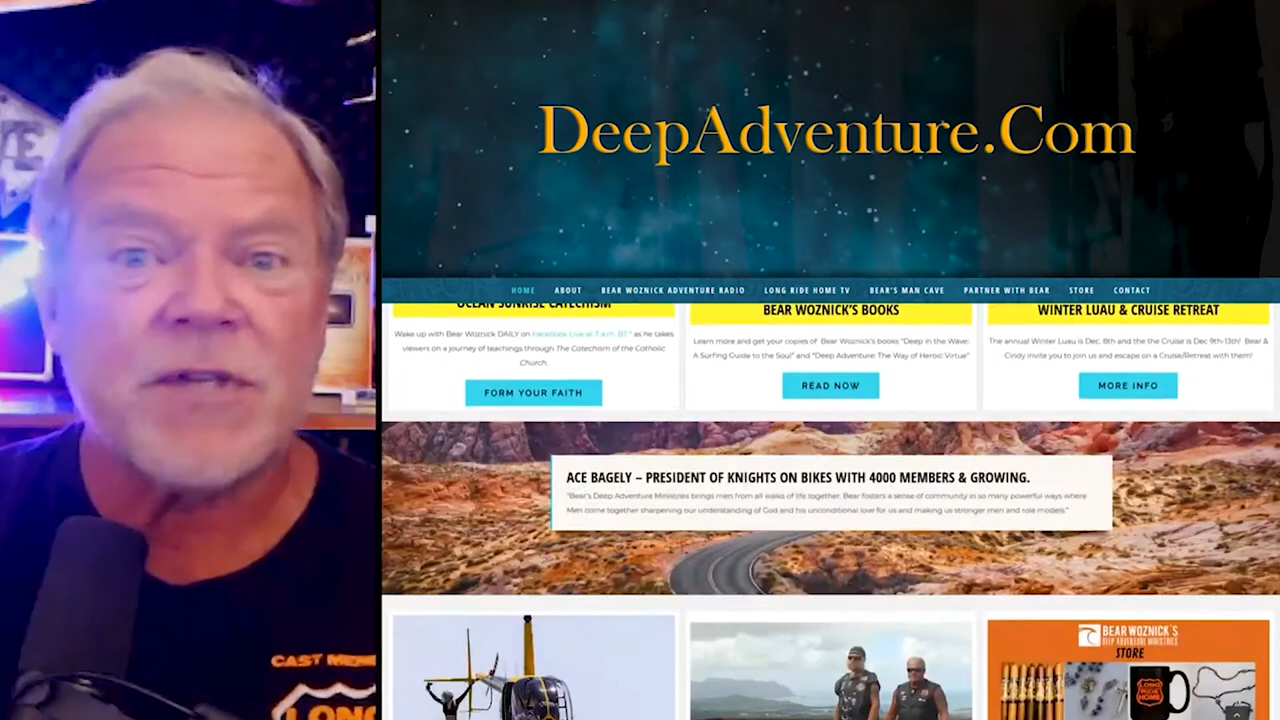 DeepAdventure.Com
HOME ABOUT BEAR WOZNICK ADVENTURE RADIO LONG RIDE HOME TV BEAR'S MAN CAVE PARTNER WITH BEAR STORE CONTACT
OCEAN SUNRISE CATECHISM
Wake up with Bear Woznick DAILY on Facebook Live at 7 a.m. BT* as he takes
viewers on a journey of teachings through The Catechism of the Catholic
Church.
FORM YOUR FAITH
BEAR WOZNICK'S BOOKS
Learn more and get your copies of Bear Woznick's books "Deep in the Wave:
A Surfing Guide to the Soul" and "Deep Adventure: The Way of Heroic Virtue"
READ NOW
WINTER LUAU & CRUISE RETREAT
The annual Winter Luau is Dec. 8th and the the Cruise is Dec 9th-13th! Bear &
Cindy invite you to join us and escape on a Cruise/Retreat with them!
MORE INFO
ACE BAGELY – PRESIDENT OF KNIGHTS ON BIKES WITH 4000 MEMBERS & GROWING.
"Bear's Deep Adventure Ministries brings men from all walks of life together. Bear fosters a sense of community in so many powerful ways where
Men come together sharpening our understanding of God and his unconditional love for us and making us stronger men and role models."
BEAR WOZNICK'S
DEEP ADVENTURE MINISTRIES
STORE
LONG
RIDE
HOME
CAST MEM
LONG